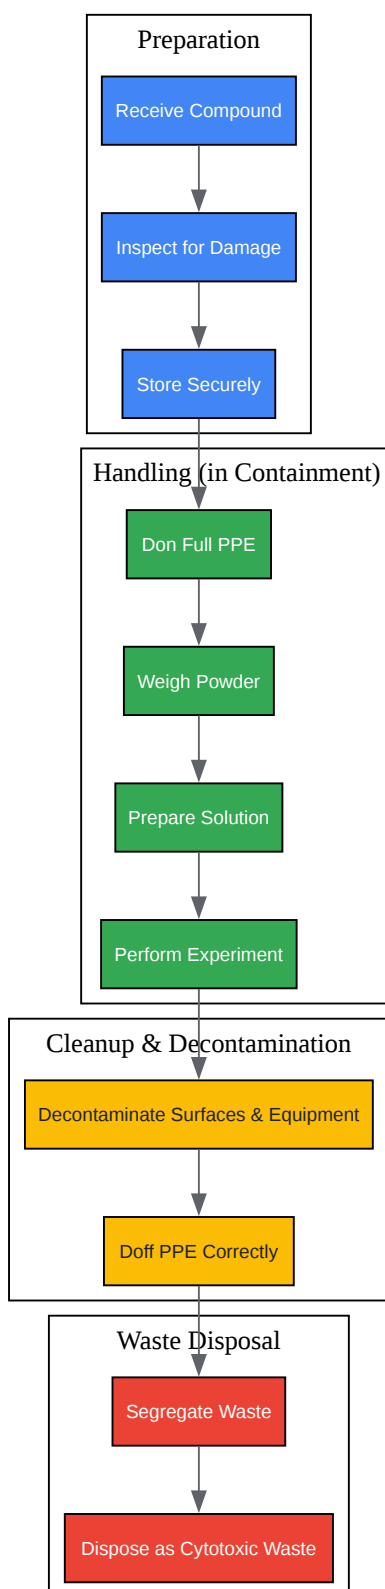 Preparation
Receive Compound
Inspect for Damage
Store Securely
Handling (in Containment)
Don Full PPE
Weigh Powder
Prepare Solution
Perform Experiment
Cleanup & Decontamination
Decontaminate Surfaces & Equipment
Doff PPE Correctly
Waste Disposal
Segregate Waste
Dispose as Cytotoxic Waste